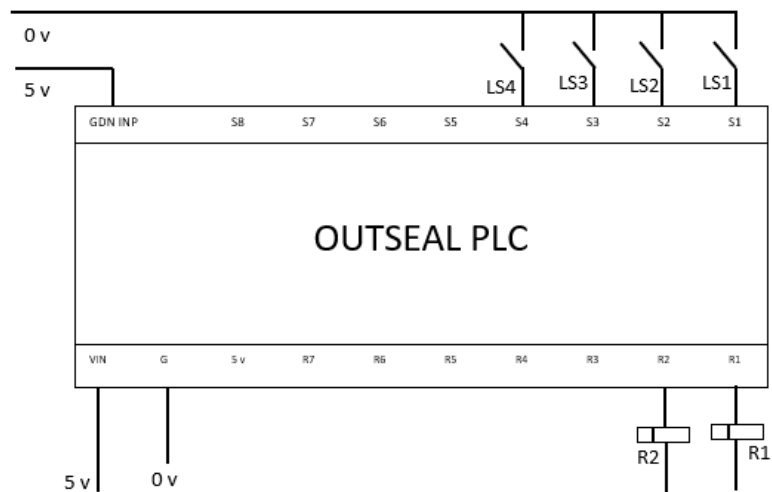 0 v
5 v
LS4 LS3 LS2 LS1
GDN INP S8 S7 S6 S5 S4 S3 S2 S1
OUTSEAL PLC
VIN G 5 v R7 R6 R5 R4 R3 R2 R1
R2 R1
5 v 0 v